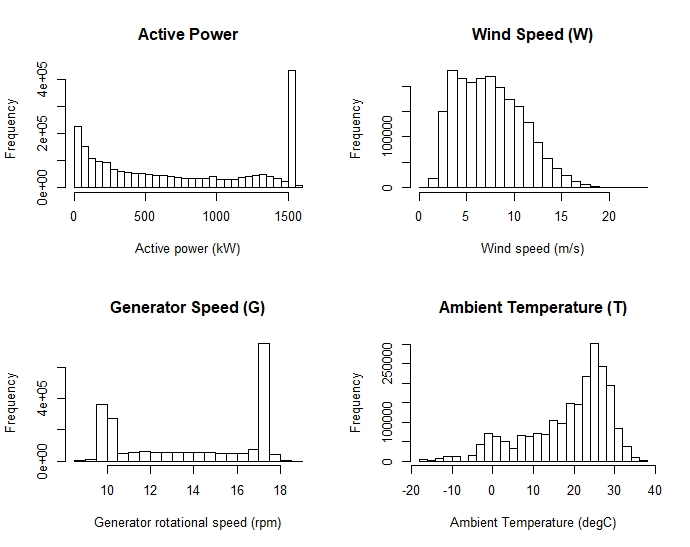 Active Power
Frequency
0e+00 2e+05 4e+05
0 500 1000 1500
Active power (kW)
Wind Speed (W)
Frequency
0 100000
0 5 10 15 20
Wind speed (m/s)
Generator Speed (G)
Frequency
0e+00 4e+05
10 12 14 16 18
Generator rotational speed (rpm)
Ambient Temperature (T)
Frequency
0 100000 250000
-20 -10 0 10 20 30 40
Ambient Temperature (degC)